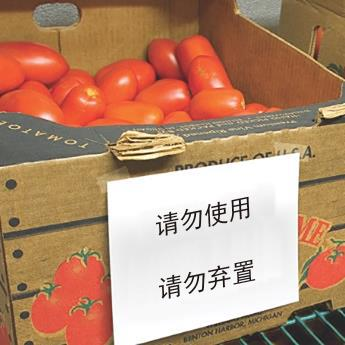 TOMATO
PRODUCE OF U.S.A.
请勿使用
请勿弃置
BENTON HARBOR, MICHIGAN